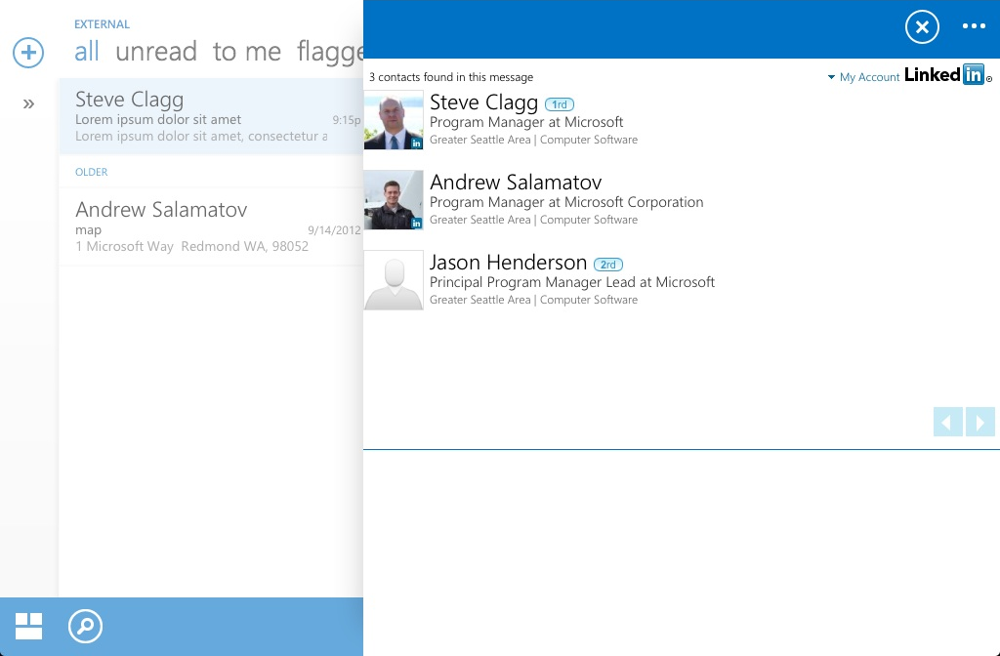 EXTERNAL
all unread to me flagge
Steve Clagg
Lorem ipsum dolor sit amet 9:15p
Lorem ipsum dolor sit amet, consectetur a
OLDER
Andrew Salamatov
map 9/14/2012
1 Microsoft Way Redmond WA, 98052
3 contacts found in this message
My Account Linked in ®
Steve Clagg 1rd
Program Manager at Microsoft
Greater Seattle Area | Computer Software
in
Andrew Salamatov
Program Manager at Microsoft Corporation
Greater Seattle Area | Computer Software
in
Jason Henderson 2rd
Principal Program Manager Lead at Microsoft
Greater Seattle Area | Computer Software